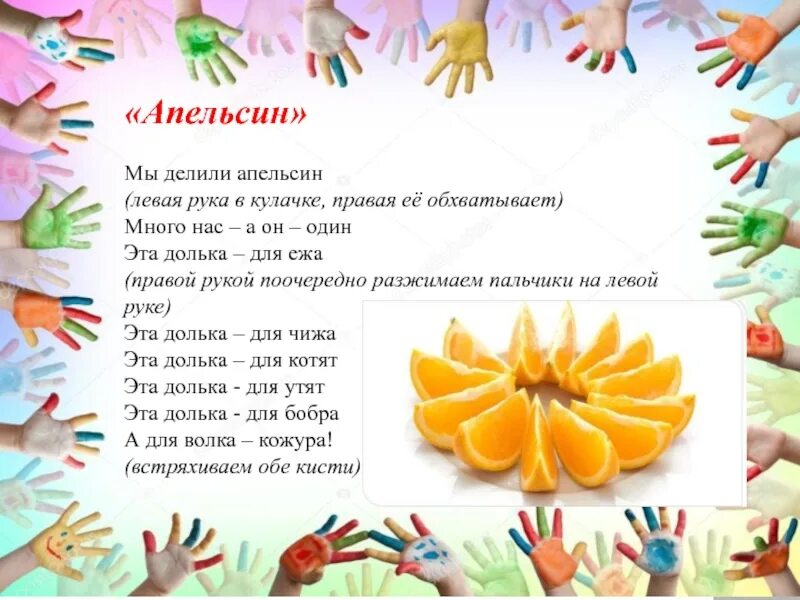 «Апельсин»
Мы делили апельсин
(левая рука в кулачке, правая её обхватывает)
Много нас – а он – один
Эта долька – для ежа
(правой рукой поочередно разжимаем пальчики на левой
руке)
Эта долька – для чижа
Эта долька – для котят
Эта долька - для утят
Эта долька - для бобра
А для волка – кожура!
(встряхиваем обе кисти)